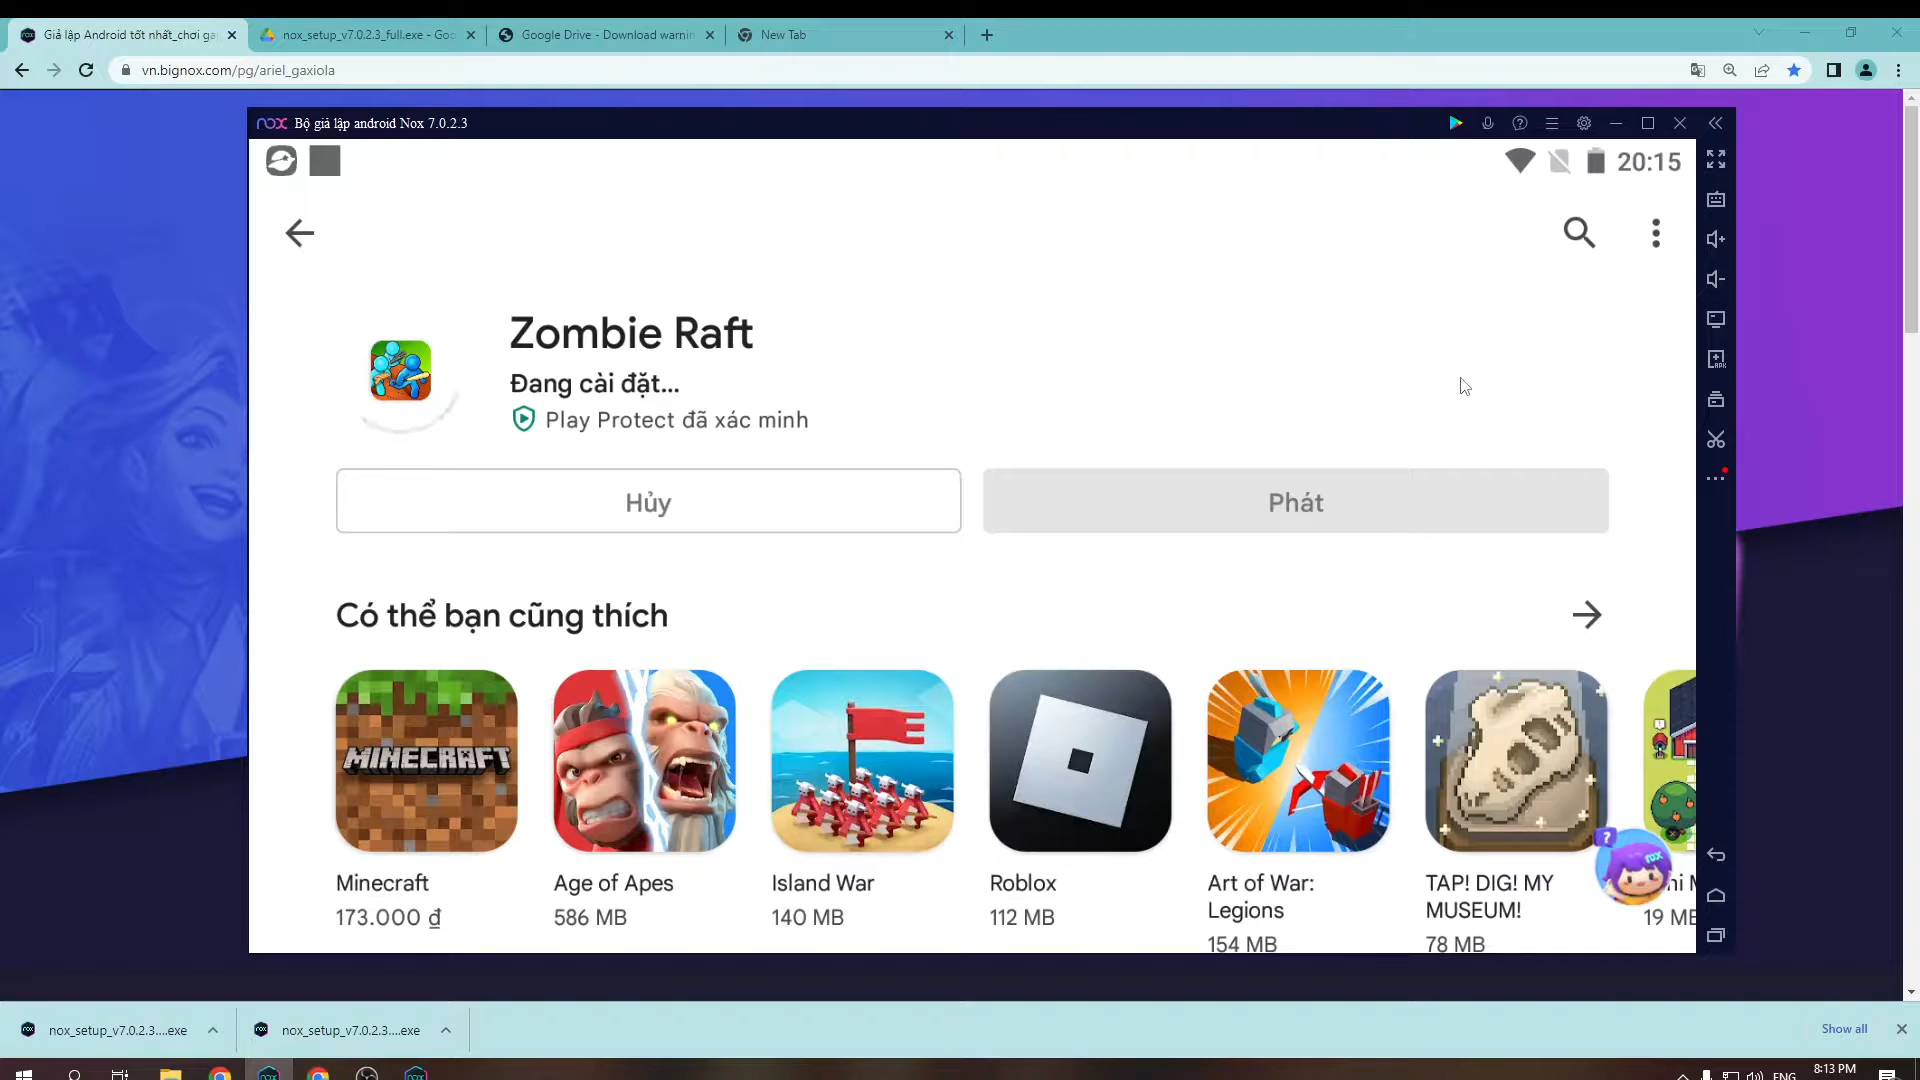 Giả lập Android tốt nhất_chơi ga
nox_setup_v7.0.2.3_full.exe - Goo
Google Drive - Download warnin
New Tab
vn.bignox.com/pg/ariel_gaxiola
nox Bộ giả lập android Nox 7.0.2.3
20:15
Zombie Raft
Đang cài đặt...
Play Protect đã xác minh
Hủy
Phát
Có thể bạn cũng thích
MINECRAFT
Minecraft
173.000 ₫
Age of Apes
586 MB
Island War
140 MB
Roblox
112 MB
Art of War:
Legions
154 MB
TAP! DIG! MY
MUSEUM!
78 MB
19 MB
nox_setup_v7.0.2.3....exe
nox_setup_v7.0.2.3....exe
Show all
ENG
8:13 PM